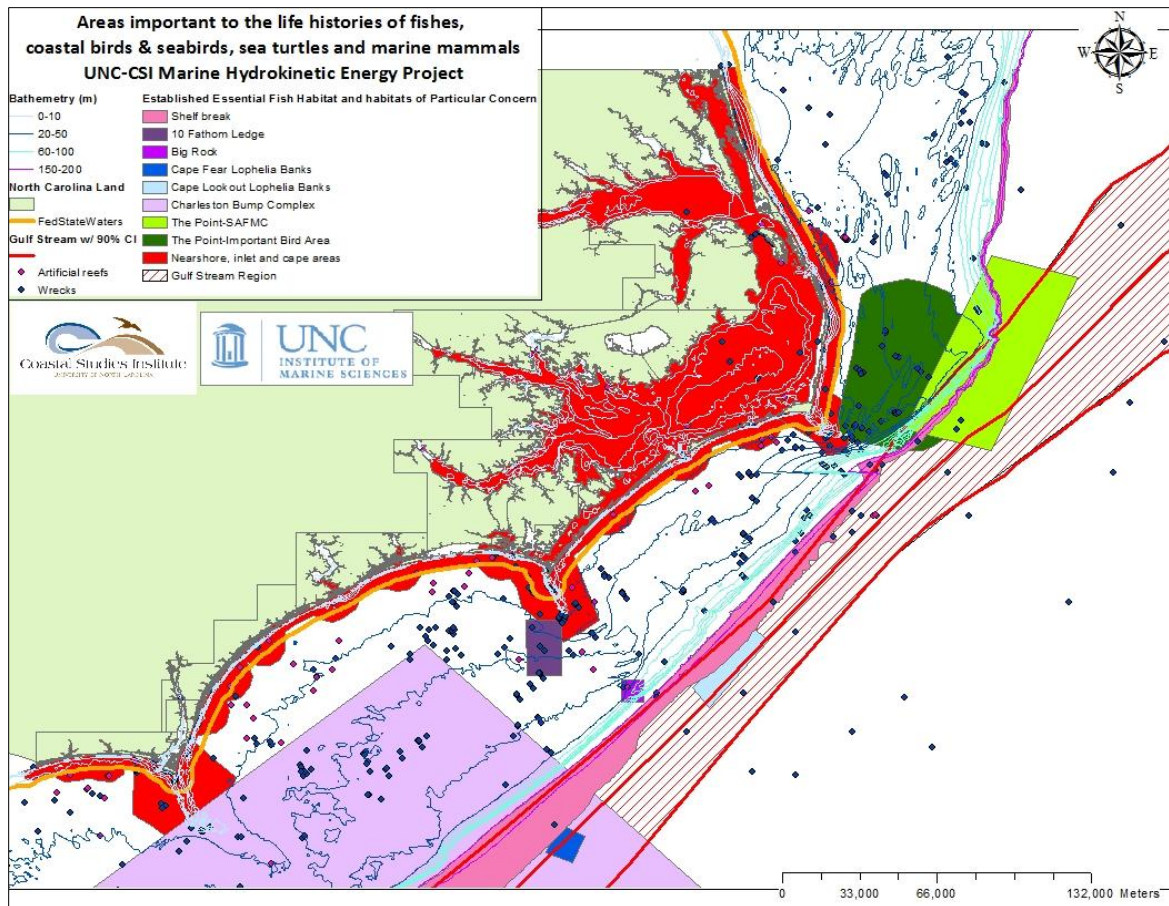 Areas important to the life histories of fishes,
coastal birds & seabirds, sea turtles and marine mammals
UNC-CSI Marine Hydrokinetic Energy Project
Bathemetry (m)
0-10
20-50
60-100
150-200
North Carolina Land
FedStateWaters
Gulf Stream w/ 90% CI
Artificial reefs
Wrecks
Established Essential Fish Habitat and habitats of Particular Concern
Shelf break
10 Fathom Ledge
Big Rock
Cape Fear Lophelia Banks
Cape Lookout Lophelia Banks
Charleston Bump Complex
The Point-SAFMC
The Point-Important Bird Area
Nearshore, inlet and cape areas
Gulf Stream Region
N
W
E
S
Coastal Studies Institute
UNIVERSITY OF NORTH CAROLINA
UNC
INSTITUTE OF
MARINE SCIENCES
0 33,000 66,000 132,000 Meters